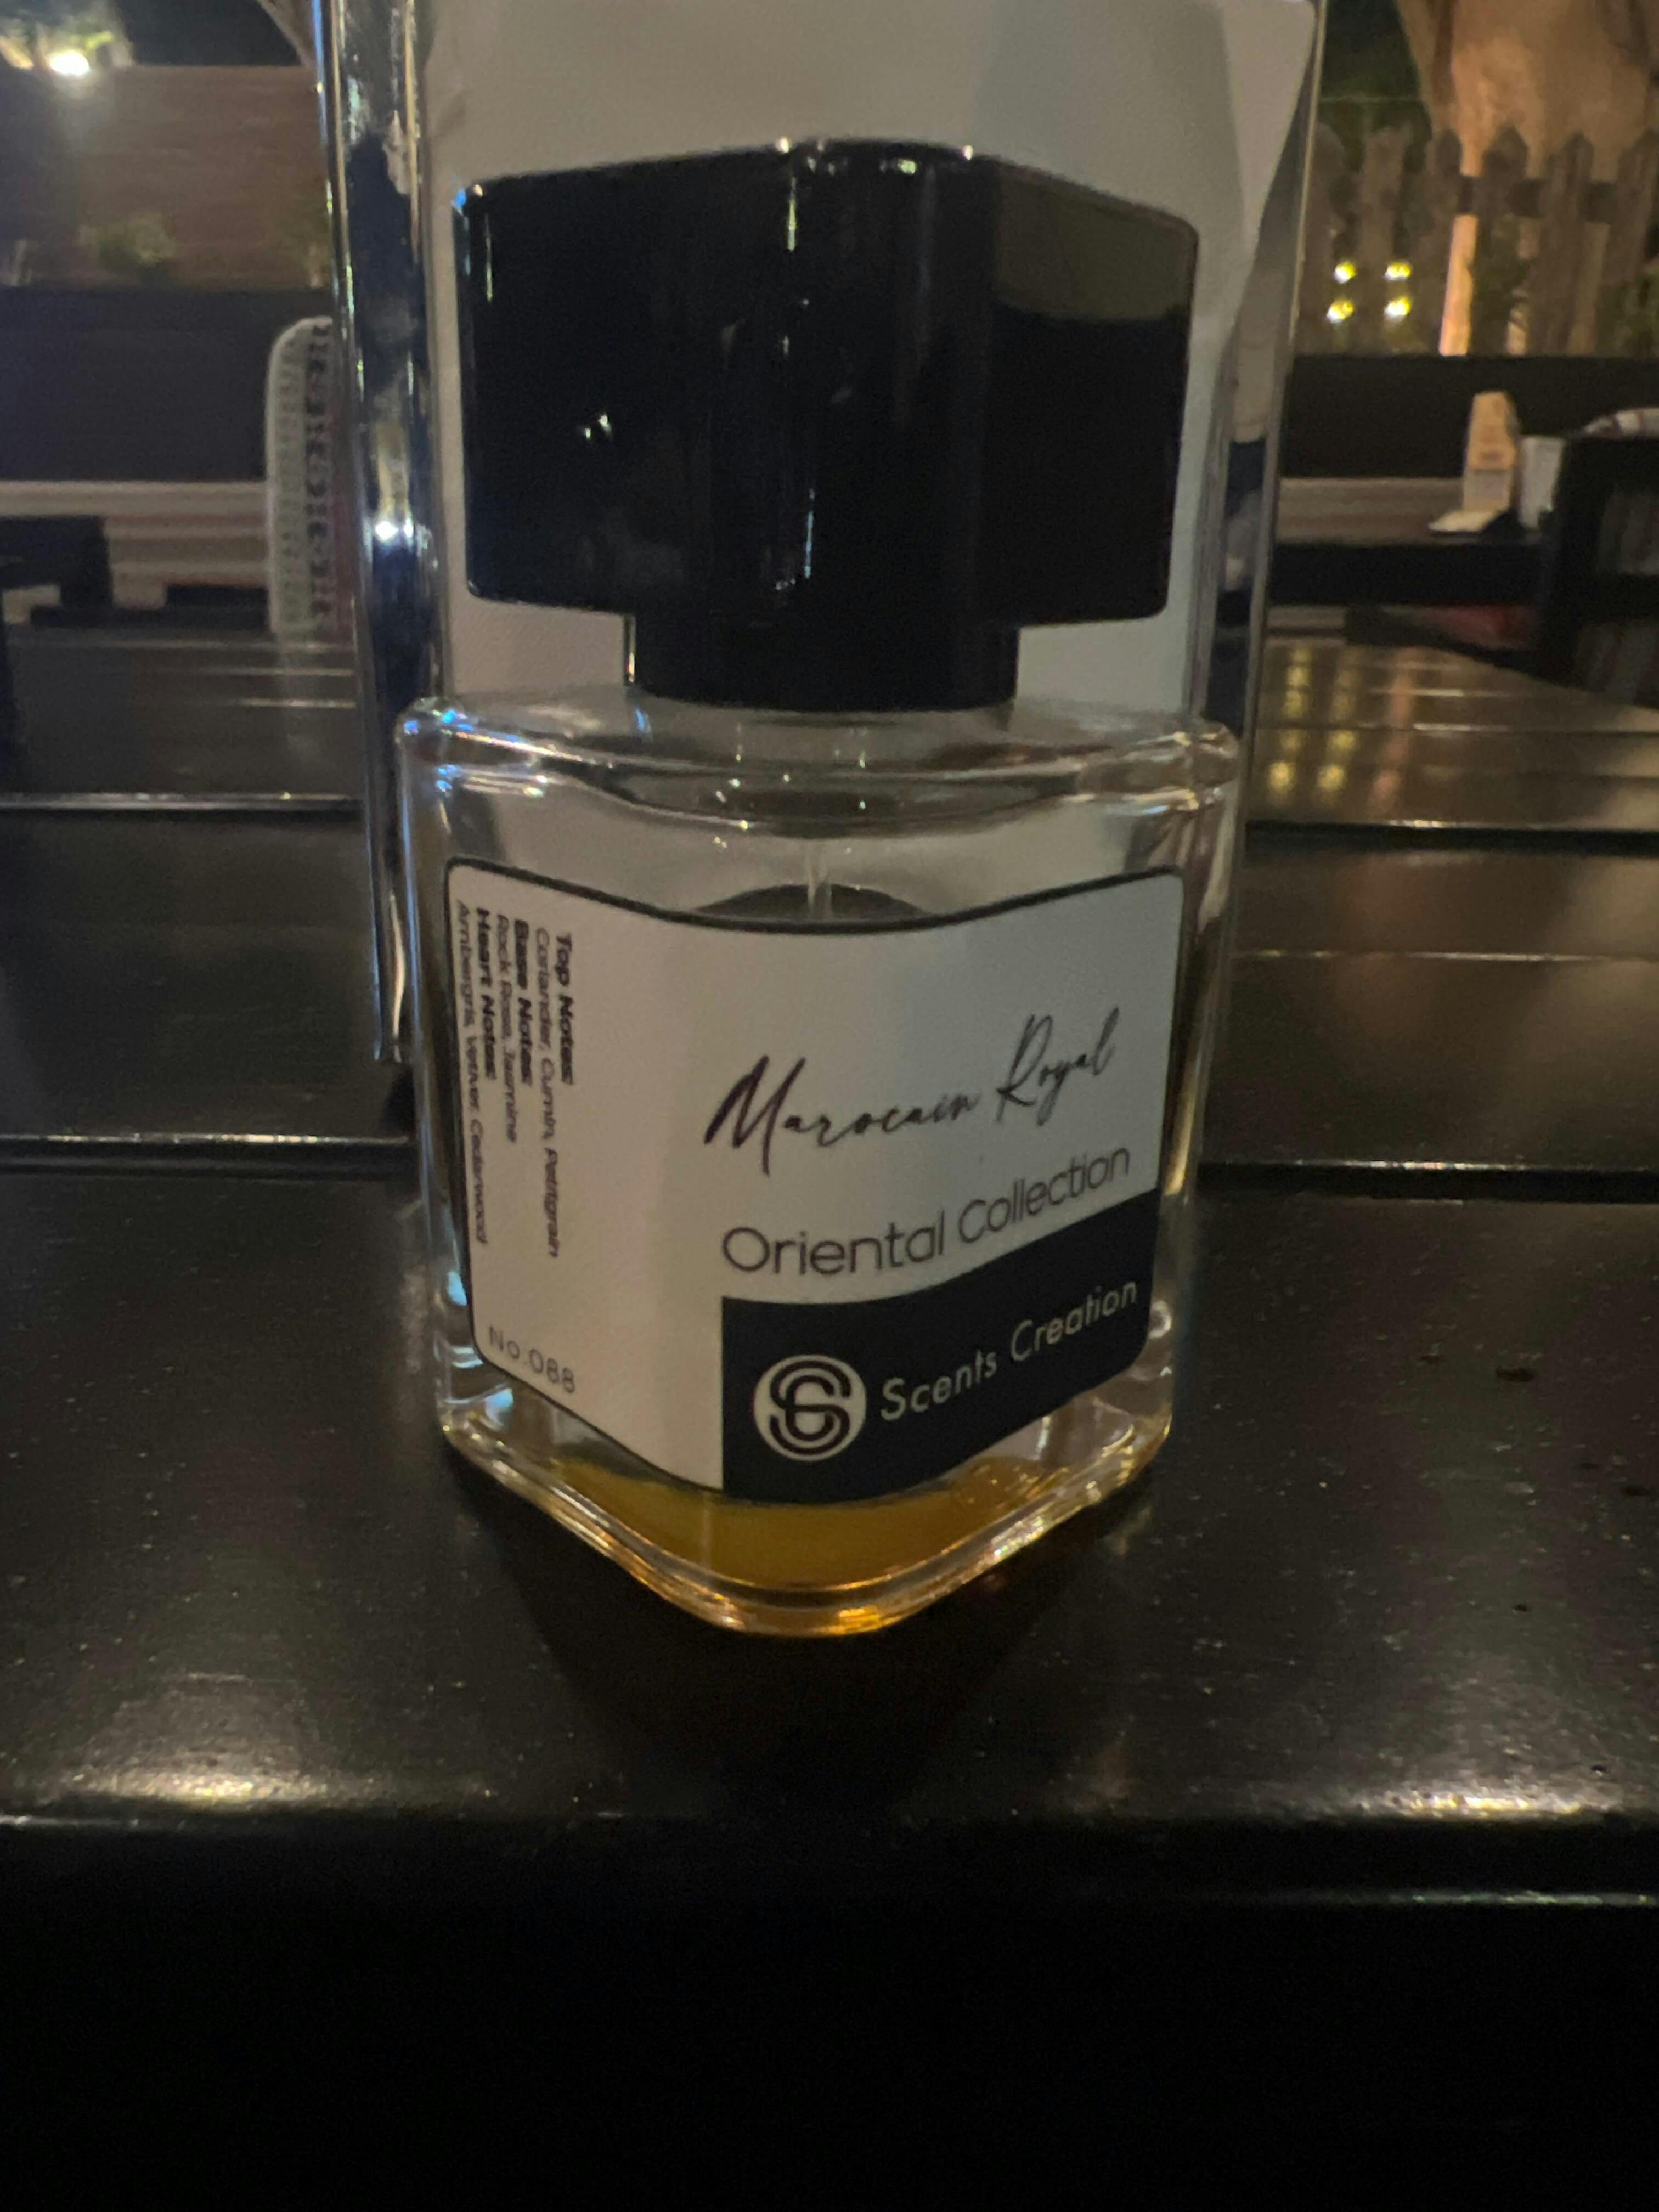 Marocain Royal
Oriental Collection
Scents Creation
Top Notes
Coriander, Cumin, Petitgrain
Base Notes
Rock Rose, Jasmine
Heart Notes
Ambergris, Vetiver, Cedarwood
No.088